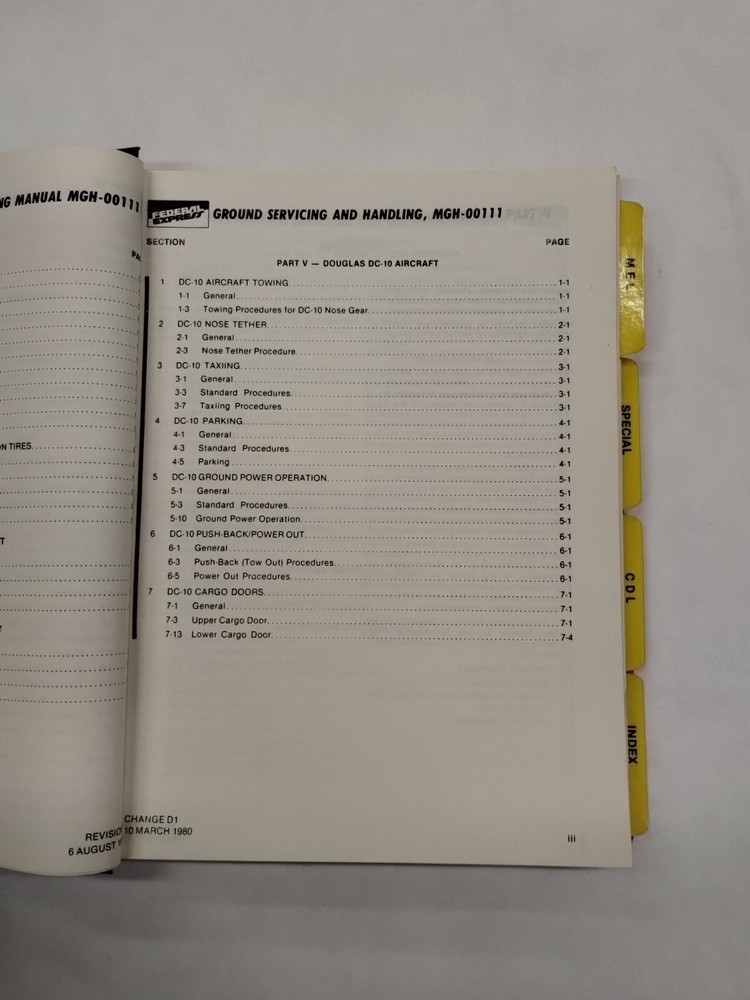 NG MANUAL MGH-00111
ON TIRES
REVISIO
6 AUGUST
FEDERAL
EXPRESS
GROUND SERVICING AND HANDLING, MGH-00111
SECTION PAGE
PART V — DOUGLAS DC-10 AIRCRAFT
1 DC-10 AIRCRAFT TOWING 1-1
1-1 General 1-1
1-3 Towing Procedures for DC-10 Nose Gear 1-1
2 DC-10 NOSE TETHER 2-1
2-1 General 2-1
2-3 Nose Tether Procedure 2-1
3 DC-10 TAXIING 3-1
3-1 General 3-1
3-3 Standard Procedures 3-1
3-7 Taxiing Procedures 3-1
4 DC-10 PARKING 4-1
4-1 General 4-1
4-3 Standard Procedures 4-1
4-5 Parking 4-1
5 DC-10 GROUND POWER OPERATION 5-1
5-1 General 5-1
5-3 Standard Procedures 5-1
5-10 Ground Power Operation 5-1
6 DC-10 PUSH-BACK/POWER OUT 6-1
6-1 General 6-1
6-3 Push-Back (Tow Out) Procedures 6-1
6-5 Power Out Procedures 6-1
7 DC-10 CARGO DOORS 7-1
7-1 General 7-1
7-3 Upper Cargo Door 7-1
7-13 Lower Cargo Door 7-4
CHANGE D1
10 MARCH 1980
iii
SPECIAL
CDL
INDEX